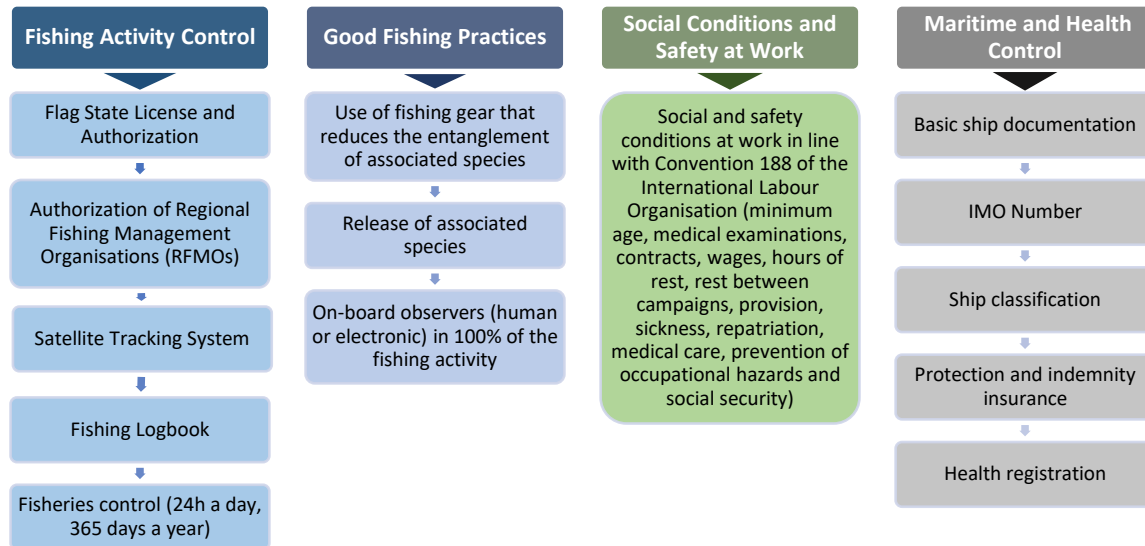 Fishing Activity Control
Flag State License and
Authorization
Authorization of Regional
Fishing Management
Organisations (RFMOs)
Satellite Tracking System
Fishing Logbook
Fisheries control (24h a day,
365 days a year)
Good Fishing Practices
Use of fishing gear that
reduces the entanglement
of associated species
Release of associated
species
On-board observers (human
or electronic) in 100% of the
fishing activity
Social Conditions and
Safety at Work
Social and safety
conditions at work in line
with Convention 188 of the
International Labour
Organisation (minimum
age, medical examinations,
contracts, wages, hours of
rest, rest between
campaigns, provision,
sickness, repatriation,
medical care, prevention of
occupational hazards and
social security)
Maritime and Health
Control
Basic ship documentation
IMO Number
Ship classification
Protection and indemnity
insurance
Health registration